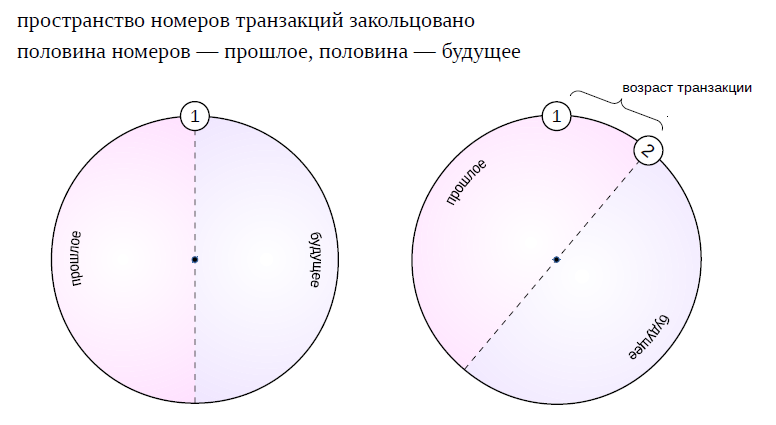 пространство номеров транзакций закольцовано
половина номеров — прошлое, половина — будущее
возраст транзакции
1
прошлое
будущее
1
2
прошлое
будущее